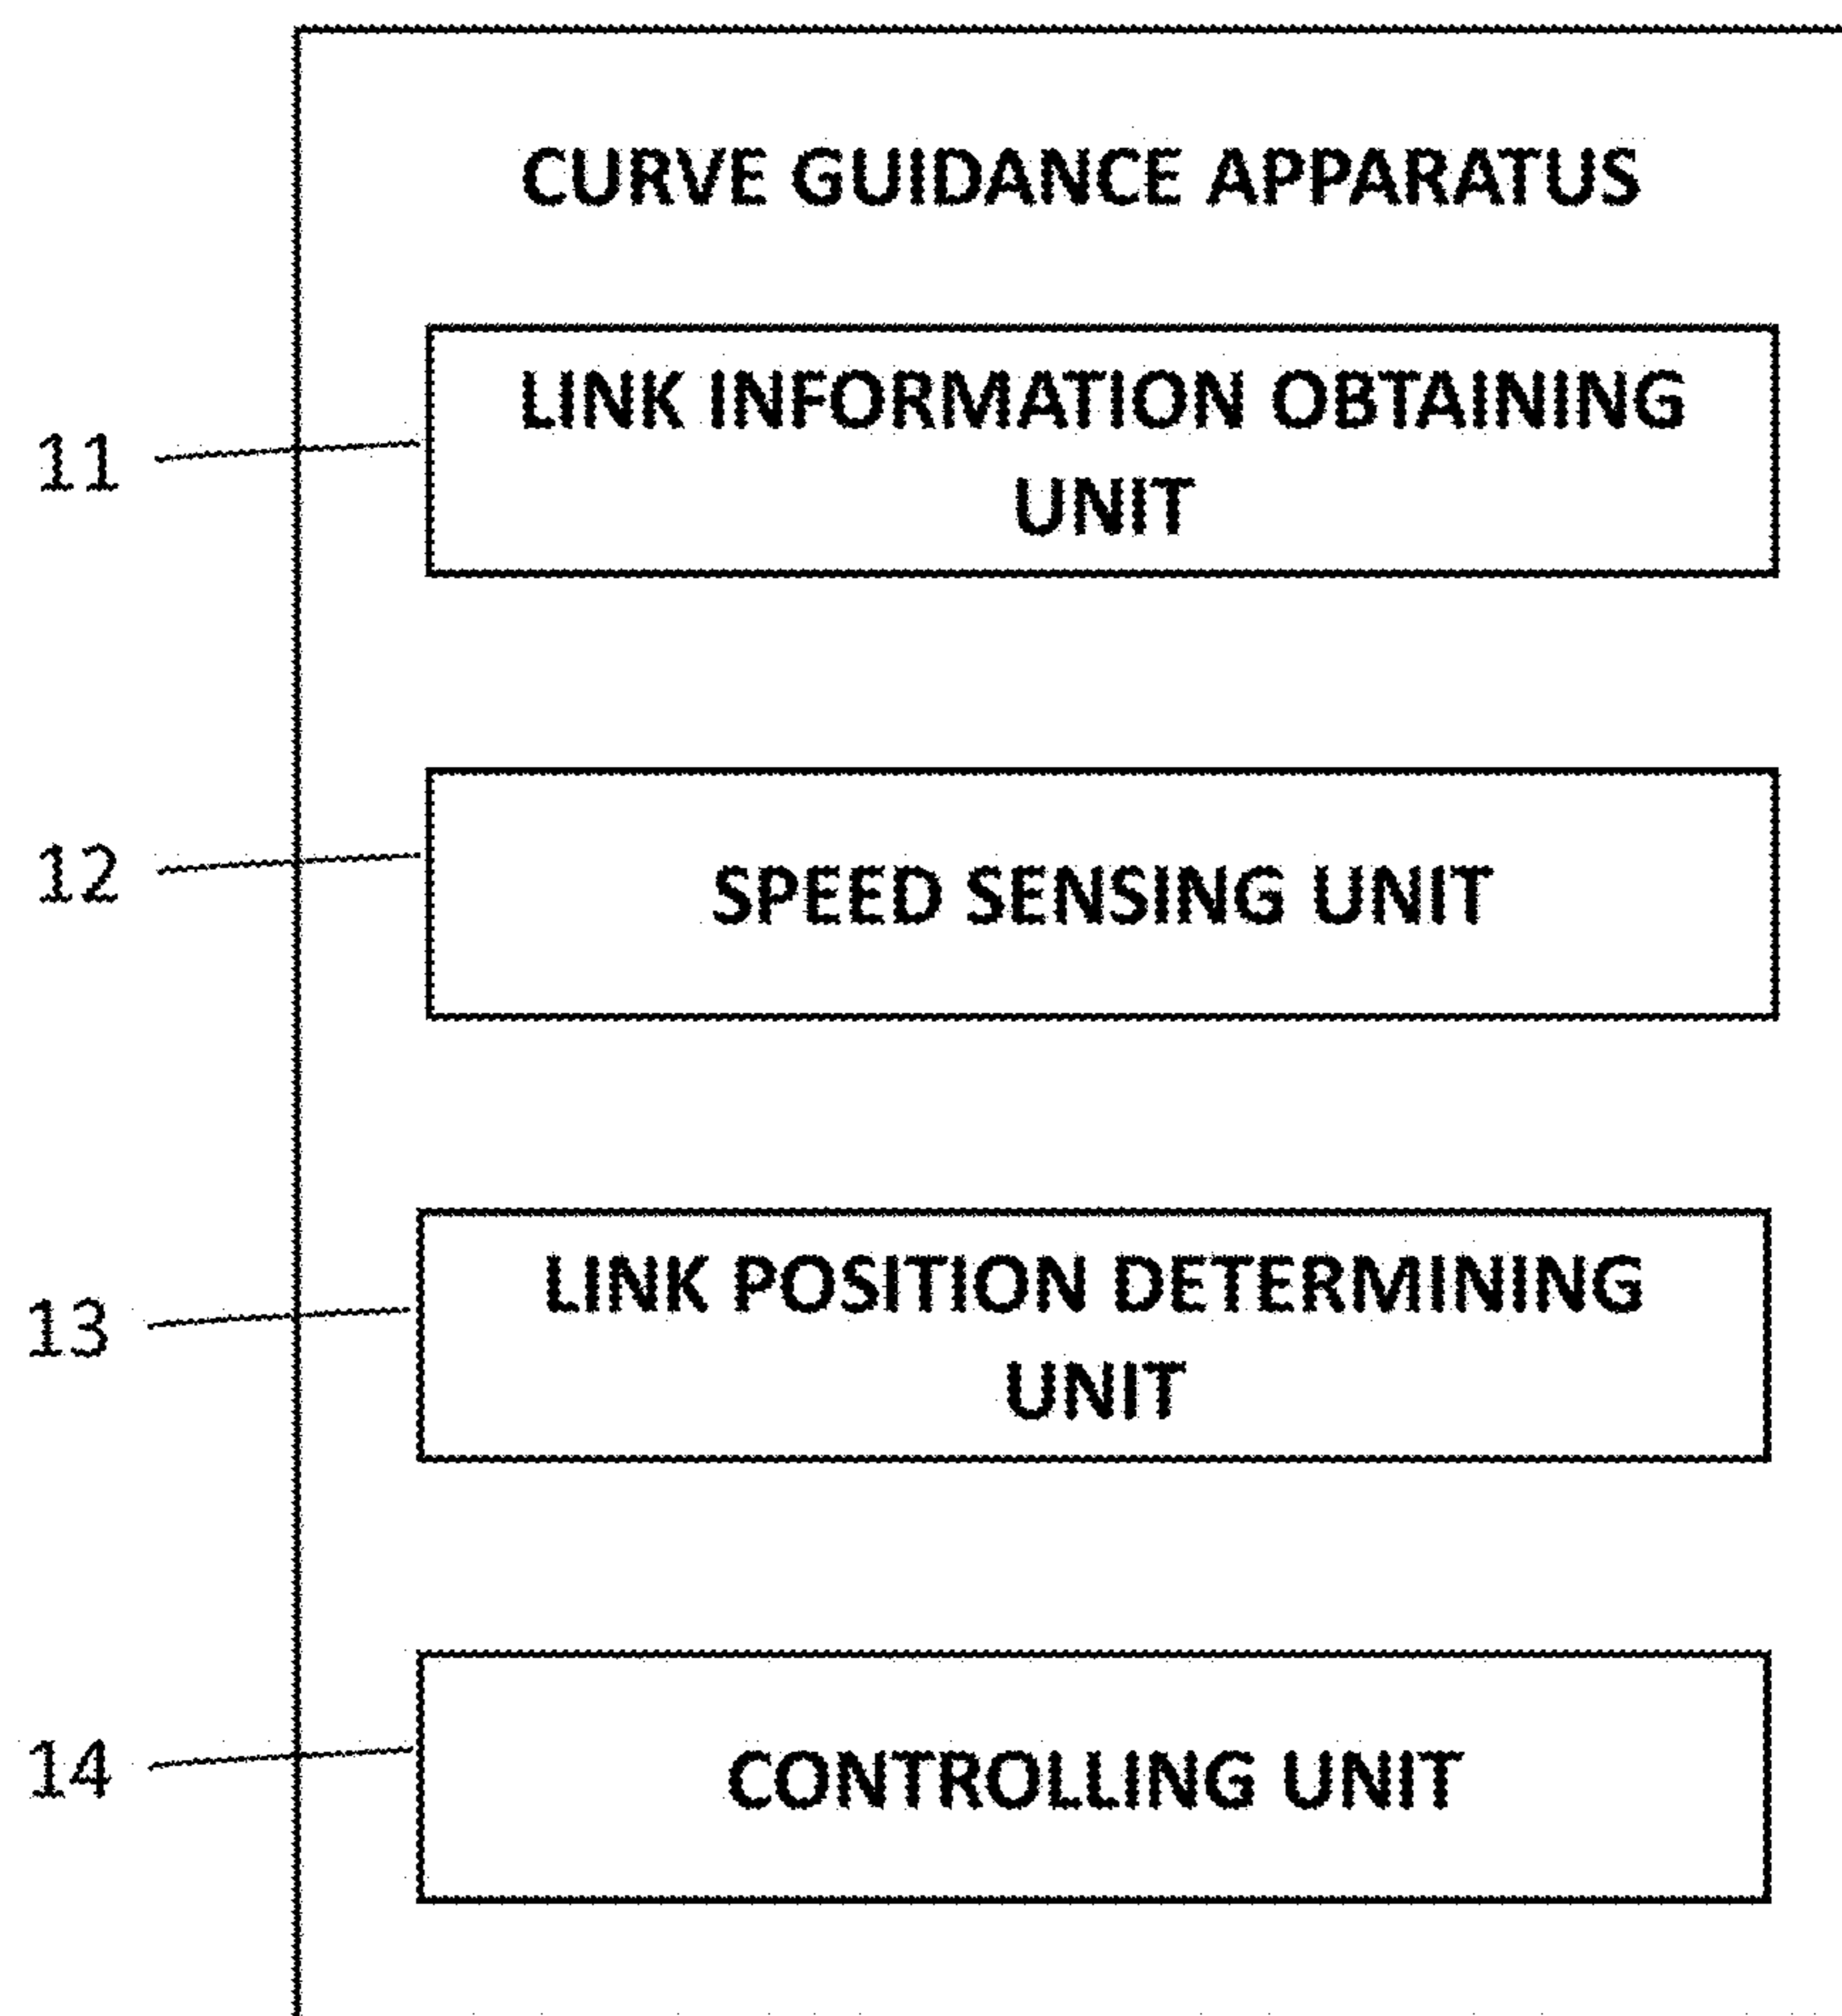 CURVE GUIDANCE APPARATUS
11
LINK INFORMATION OBTAINING
UNIT
12
SPEED SENSING UNIT
13
LINK POSITION DETERMINING
UNIT
14
CONTROLLING UNIT